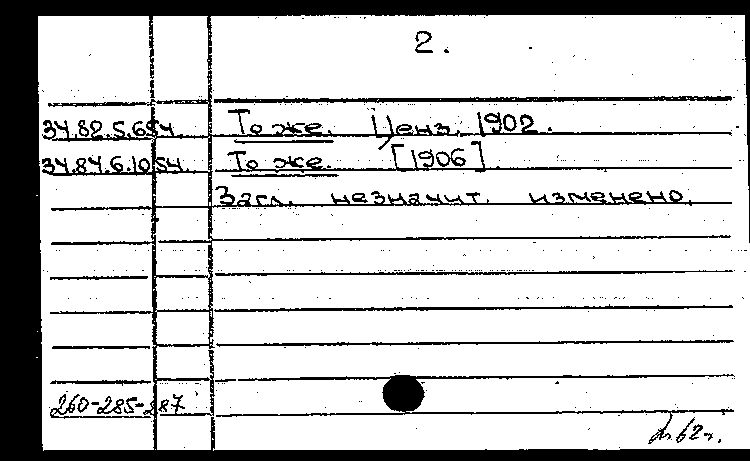 2.
34.82.5.654. То же. Ценз. 1902.
34.84.6.1054. То же. [1906]
Загл. незначит. изменено.
260-285-287
62г.